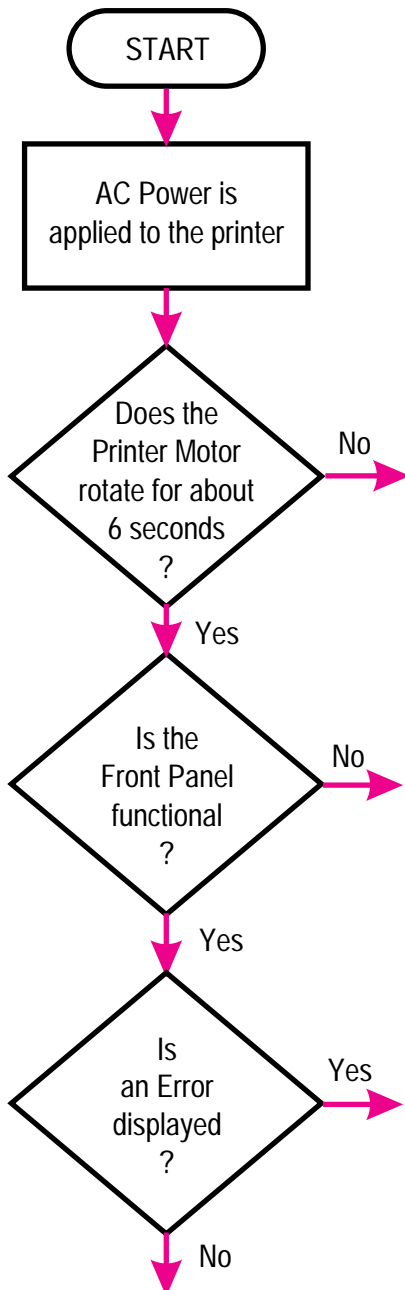 START
AC Power is
applied to the printer
Does the
Printer Motor
rotate for about
6 seconds
?
No
Yes
Is the
Front Panel
functional
?
No
Yes
Is
an Error
displayed
?
Yes
No